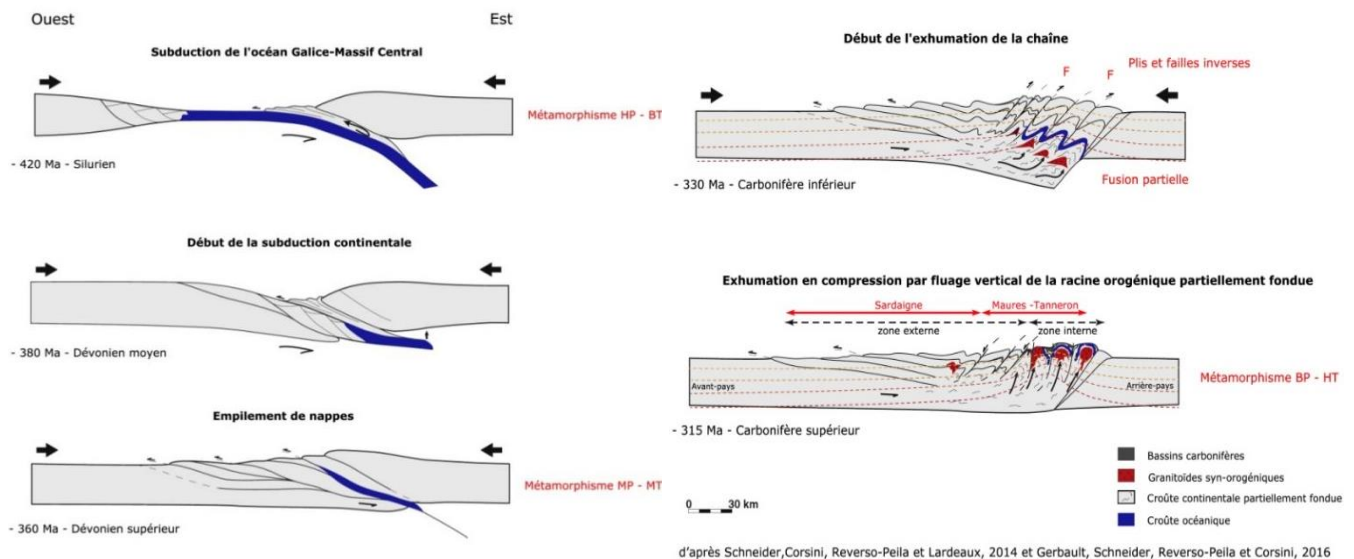 Ouest
Est
Subduction de l'océan Galice-Massif Central
Métamorphisme HP - BT
- 420 Ma - Silurien
Début de la subduction continentale
- 380 Ma - Dévonien moyen
Empilement de nappes
Métamorphisme MP - MT
- 360 Ma - Dévonien supérieur
Début de l'exhumation de la chaîne
F
F
Plis et failles inverses
- 330 Ma - Carbonifère inférieur
Fusion partielle
Exhumation en compression par fluage vertical de la racine orogénique partiellement fondue
Sardaigne
Maures -Tanneron
zone externe
zone interne
Avant-pays
Arrière-pays
Métamorphisme BP - HT
- 315 Ma - Carbonifère supérieur
Bassins carbonifères
Granitoïdes syn-orogéniques
Croûte continentale partiellement fondue
Croûte océanique
0 30 km
d'après Schneider,Corsini, Reverso-Peila et Lardeaux, 2014 et Gerbault, Schneider, Reverso-Peila et Corsini, 2016